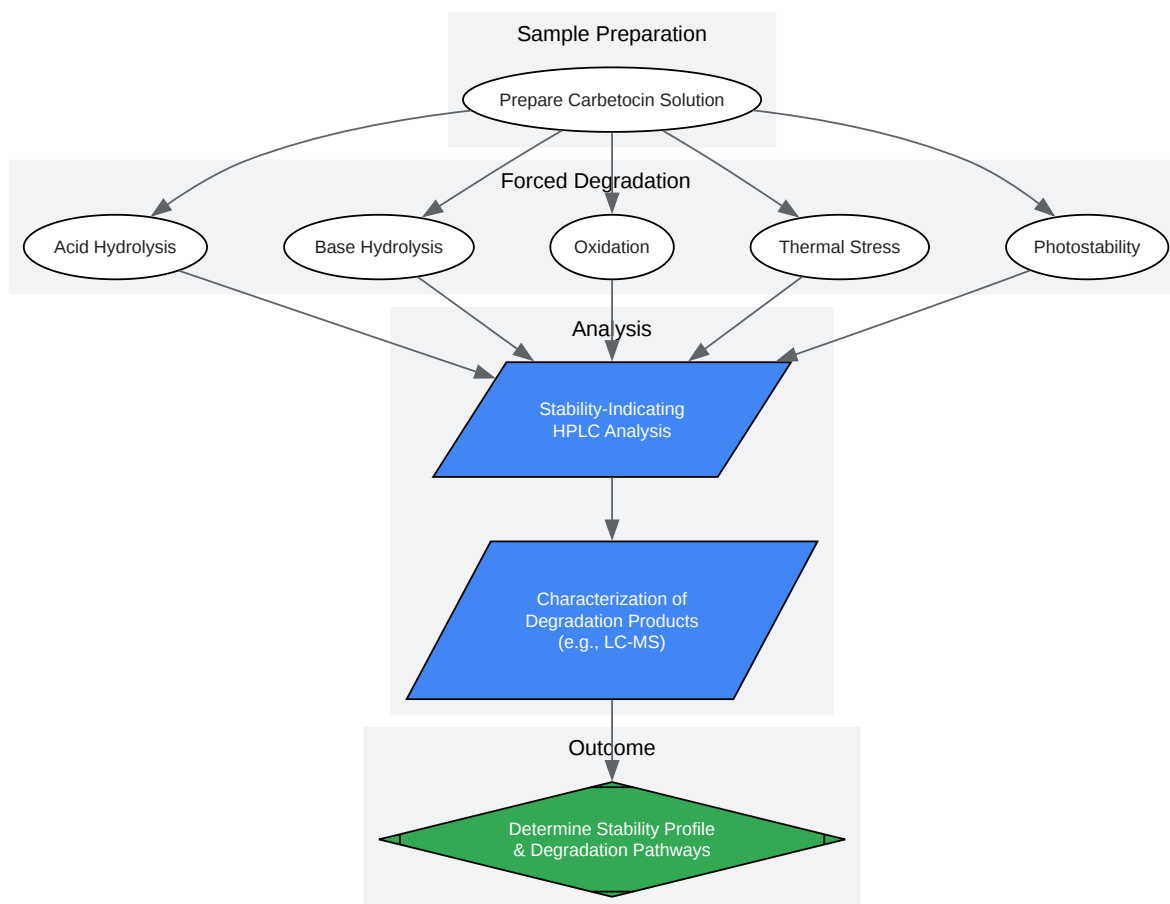 Sample Preparation
Prepare Carbetocin Solution
Forced Degradation
Acid Hydrolysis
Base Hydrolysis
Oxidation
Thermal Stress
Photostability
Analysis
Stability-Indicating
HPLC Analysis
Characterization of
Degradation Products
(e.g., LC-MS)
Outcome
Determine Stability Profile
& Degradation Pathways